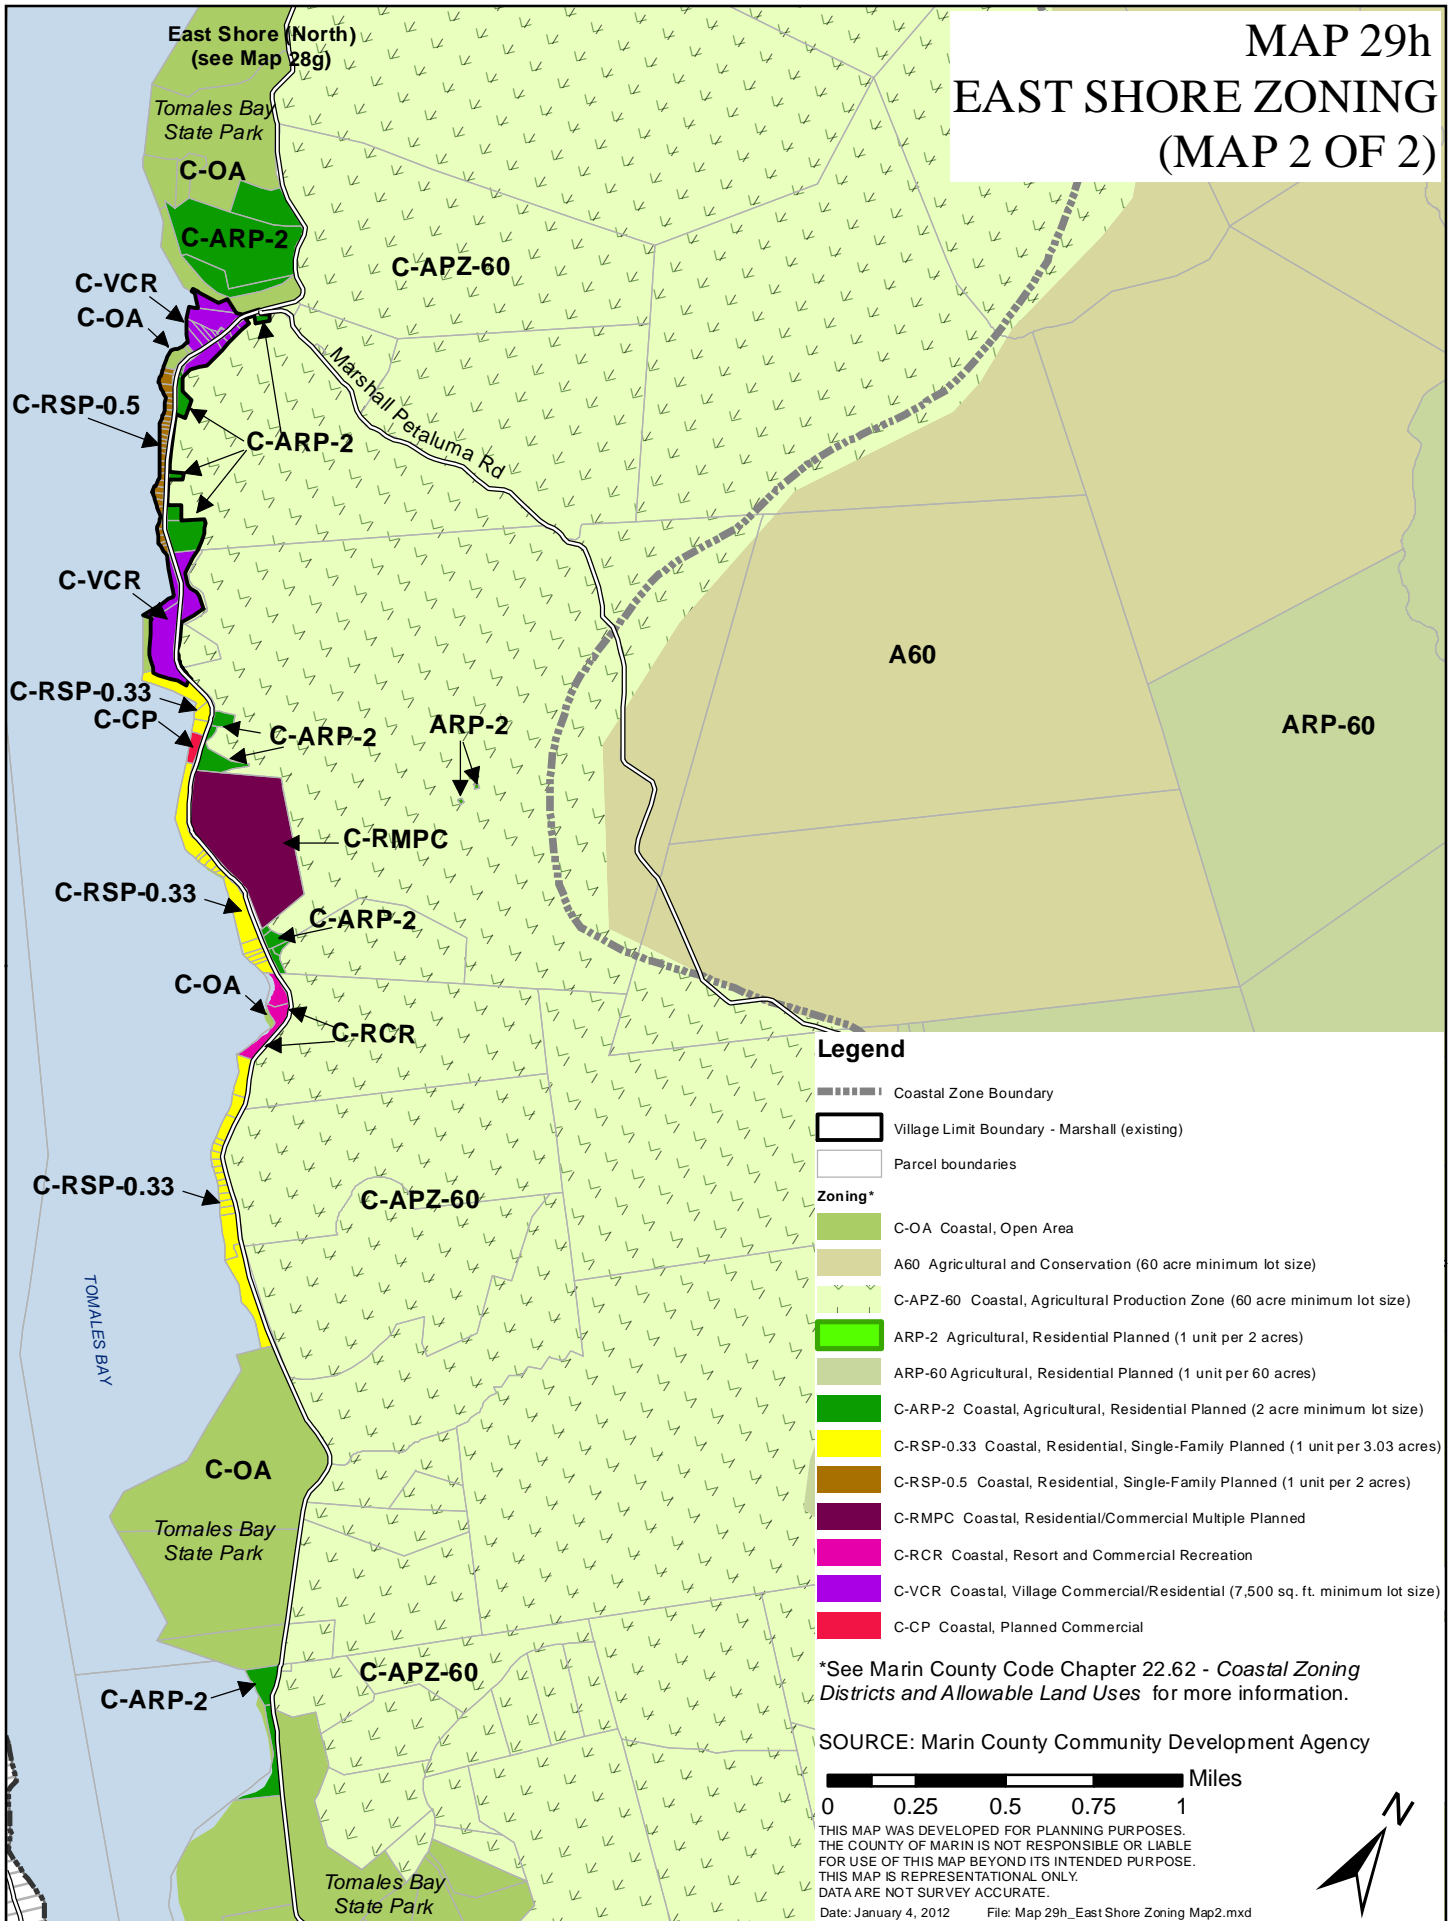 MAP 29h
EAST SHORE ZONING
(MAP 2 OF 2)
East Shore (North)
(see Map 28g)
Tomales Bay
State Park
C-OA
C-ARP-2
C-APZ-60
C-VCR
C-OA
Marshall Petaluma Rd
C-RSP-0.5
C-ARP-2
C-VCR
A60
C-RSP-0.33
C-CP
C-ARP-2
ARP-2
ARP-60
C-RMPC
C-RSP-0.33
C-ARP-2
C-OA
C-RCR
C-RSP-0.33
C-APZ-60
TOMALES BAY
C-OA
Tomales Bay
State Park
C-APZ-60
C-ARP-2
Tomales Bay
State Park
Legend
Coastal Zone Boundary
Village Limit Boundary - Marshall (existing)
Parcel boundaries
Zoning*
C-OA Coastal, Open Area
A60 Agricultural and Conservation (60 acre minimum lot size)
C-APZ-60 Coastal, Agricultural Production Zone (60 acre minimum lot size)
ARP-2 Agricultural, Residential Planned (1 unit per 2 acres)
ARP-60 Agricultural, Residential Planned (1 unit per 60 acres)
C-ARP-2 Coastal, Agricultural, Residential Planned (2 acre minimum lot size)
C-RSP-0.33 Coastal, Residential, Single-Family Planned (1 unit per 3.03 acres)
C-RSP-0.5 Coastal, Residential, Single-Family Planned (1 unit per 2 acres)
C-RMPC Coastal, Residential/Commercial Multiple Planned
C-RCR Coastal, Resort and Commercial Recreation
C-VCR Coastal, Village Commercial/Residential (7,500 sq. ft. minimum lot size)
C-CP Coastal, Planned Commercial
*See Marin County Code Chapter 22.62 - Coastal Zoning
Districts and Allowable Land Uses for more information.
SOURCE: Marin County Community Development Agency
Miles
0 0.25 0.5 0.75 1
N
THIS MAP WAS DEVELOPED FOR PLANNING PURPOSES.
THE COUNTY OF MARIN IS NOT RESPONSIBLE OR LIABLE
FOR USE OF THIS MAP BEYOND ITS INTENDED PURPOSE.
THIS MAP IS REPRESENTATIONAL ONLY.
DATA ARE NOT SURVEY ACCURATE.
Date: January 4, 2012 File: Map 29h_East Shore Zoning Map2.mxd